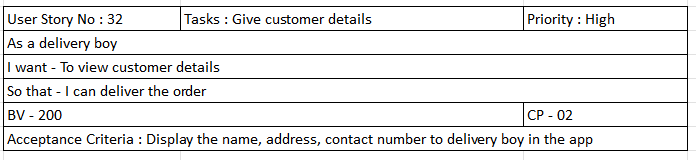 User Story No : 32 Tasks : Give customer details Priority : High
As a delivery boy
I want - To view customer details
So that - I can deliver the order
BV - 200 CP - 02
Acceptance Criteria : Display the name, address, contact number to delivery boy in the app